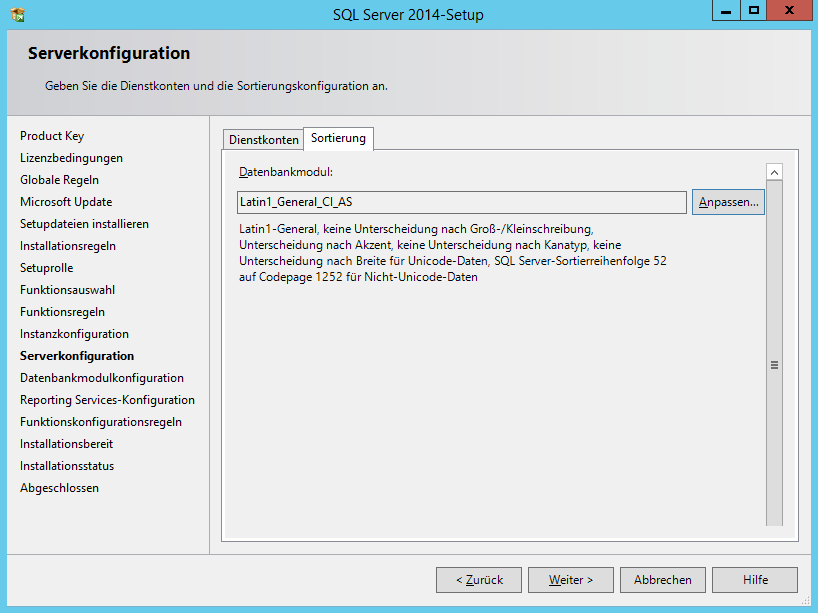 SQL Server 2014-Setup
Serverkonfiguration
Geben Sie die Dienstkonten und die Sortierungskonfiguration an.
Product Key
Lizenzbedingungen
Globale Regeln
Microsoft Update
Setupdateien installieren
Installationsregeln
Setuprolle
Funktionsauswahl
Funktionsregeln
Instanzkonfiguration
Serverkonfiguration
Datenbankmodulkonfiguration
Reporting Services-Konfiguration
Funktionskonfigurationsregeln
Installationsbereit
Installationsstatus
Abgeschlossen
Dienstkonten Sortierung
Datenbankmodul:
Latin1_General_CI_AS Anpassen...
Latin1-General, keine Unterscheidung nach Groß-/Kleinschreibung,
Unterscheidung nach Akzent, keine Unterscheidung nach Kanatyp, keine
Unterscheidung nach Breite für Unicode-Daten, SQL Server-Sortierreihenfolge 52
auf Codepage 1252 für Nicht-Unicode-Daten
< Zurück Weiter > Abbrechen Hilfe